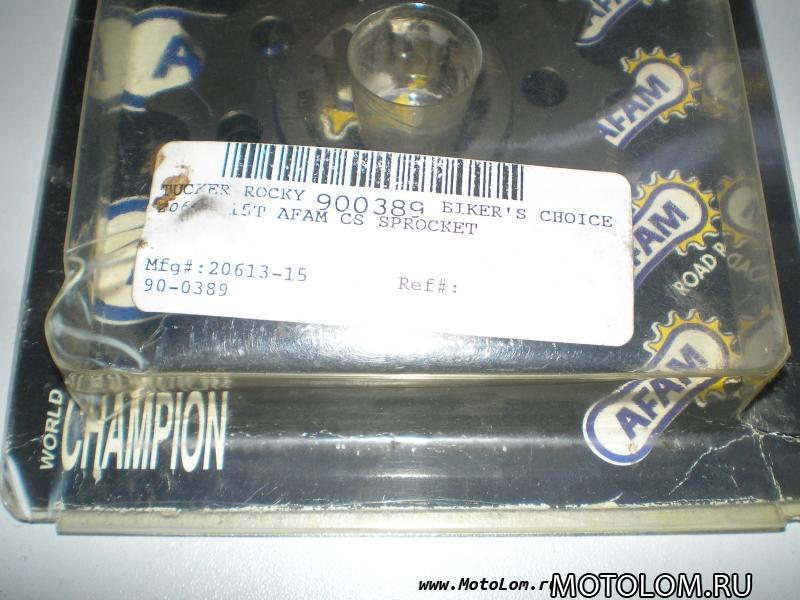 AFAM
AFAM
AFAM
ROAD
TUCKER ROCKY 900389 BIKER'S CHOICE
15T AFAM CS SPROCKET
Mfg#:20613-15
90-0389 Ref#:
AFAM
WORLD
CHAMPION
ROAD
www.MotoLom.r
MOTOLOM.RU